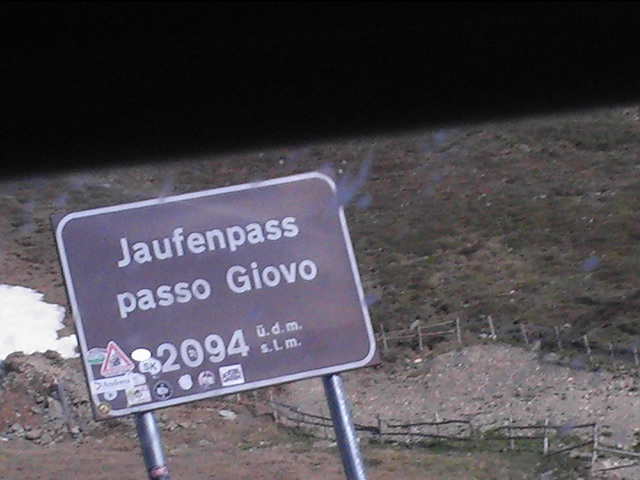 Jaufenpass
passo Giovo
2094 ü.d.m.
s.l.m.